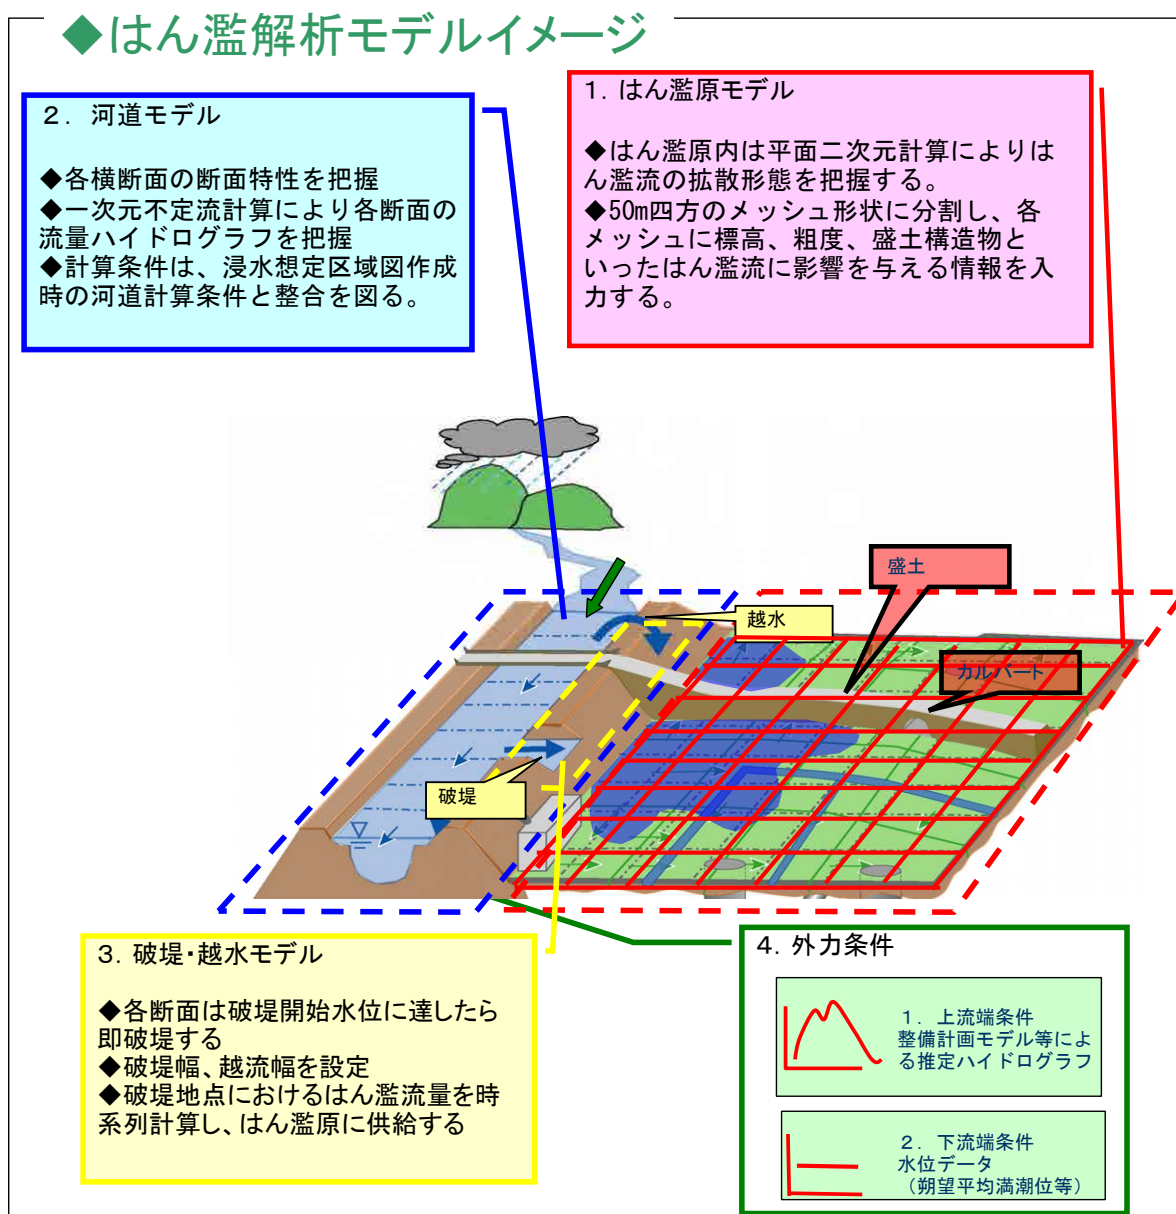 ◆はん濫解析モデルイメージ
2. 河道モデル
◆各横断面の断面特性を把握
◆一次元不定流計算により各断面の
流量ハイドログラフを把握
◆計算条件は、浸水想定区域図作成
時の河道計算条件と整合を図る。
1. はん濫原モデル
◆はん濫原内は平面二次元計算によりは
ん濫流の拡散形態を把握する。
◆50m四方のメッシュ形状に分割し、各
メッシュに標高、粗度、盛土構造物と
いったはん濫流に影響を与える情報を入
力する。
盛土
越水
カルバート
破堤
3. 破堤・越水モデル
◆各断面は破堤開始水位に達したら
即破堤する
◆破堤幅、越流幅を設定
◆破堤地点におけるはん濫流量を時
系列計算し、はん濫原に供給する
4. 外力条件
1. 上流端条件
整備計画モデル等によ
る推定ハイドログラフ
2. 下流端条件
水位データ
（朔望平均満潮位等）